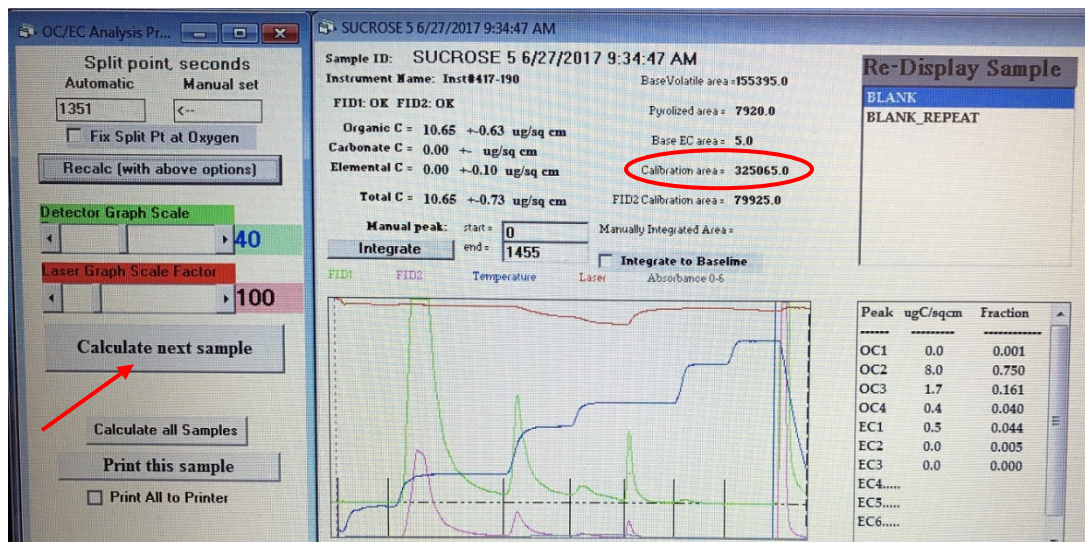 OC/EC Analysis Pr...
Split point, seconds
Automatic Manual set
1351 <--
Fix Split Pt at Oxygen
Recalc (with above options)
Detector Graph Scale
40
Laser Graph Scale Factor
100
Calculate next sample
Calculate all Samples
Print this sample
Print All to Printer
SUCROSE 5 6/27/2017 9:34:47 AM
Sample ID: SUCROSE 5 6/27/2017 9:34:47 AM
Instrument Name: Inst#417-190
FID1: OK FID2: OK
Organic C = 10.65 +-0.63 ug/sq cm
Carbonate C = 0.00 +- ug/sq cm
Elemental C = 0.00 +-0.10 ug/sq cm
Total C = 10.65 +-0.73 ug/sq cm
BaseVolatile area =155395.0
Pyrolized area = 7920.0
Base EC area = 5.0
Calibration area = 325065.0
FID2 Calibration area = 79925.0
Manual peak: start = 0 Manually Integrated Area =
Integrate end = 1455 Integrate to Baseline
FID1 FID2 Temperature Laser Absorbance 0-6
Re-Display Sample
BLANK
BLANK_REPEAT
Peak ugC/sqcm Fraction
----- --------- -----------
OC1 0.0 0.001
OC2 8.0 0.750
OC3 1.7 0.161
OC4 0.4 0.040
EC1 0.5 0.044
EC2 0.0 0.005
EC3 0.0 0.000
EC4.....
EC5.....
EC6.....